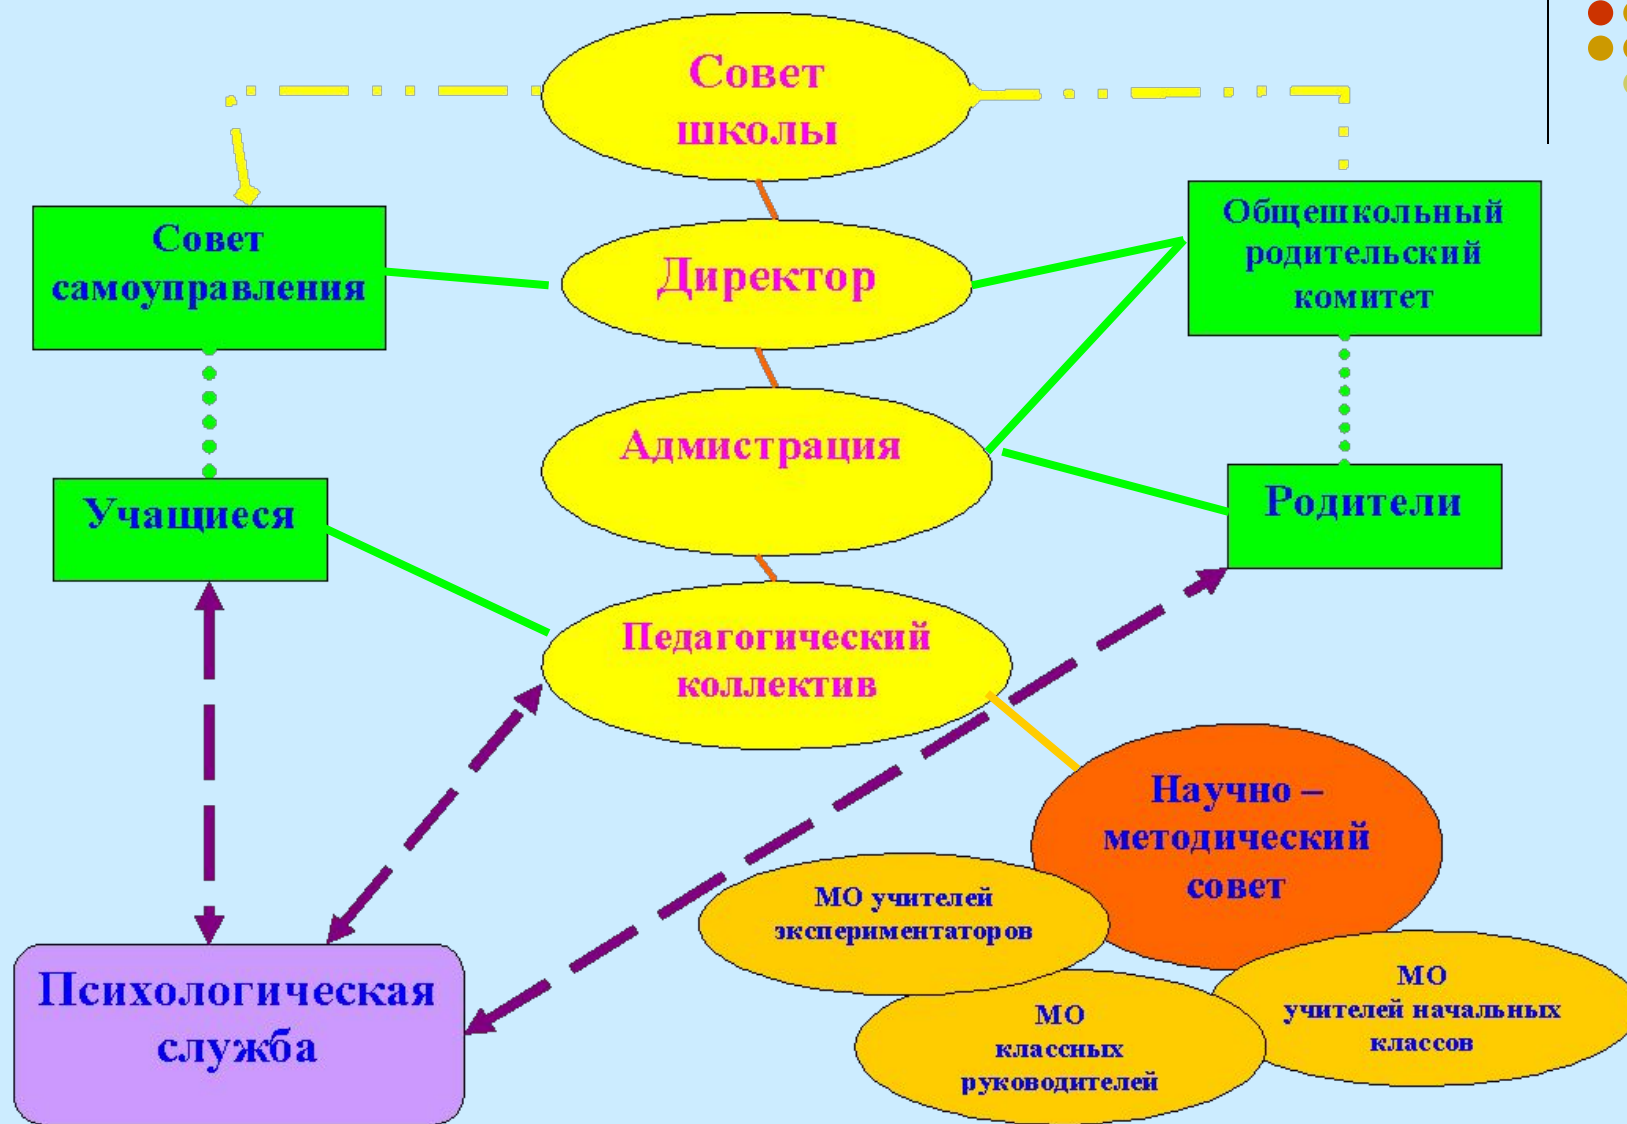 Совет
школы
Совет
самоуправления
Директор
Общешкольный
родительский
комитет
Адмистрация
Учащиеся
Родители
Педагогический
коллектив
Научно –
методический
совет
МО учителей
экспериментаторов
Психологическая
служба
МО
классных
руководителей
МО
учителей начальных
классов